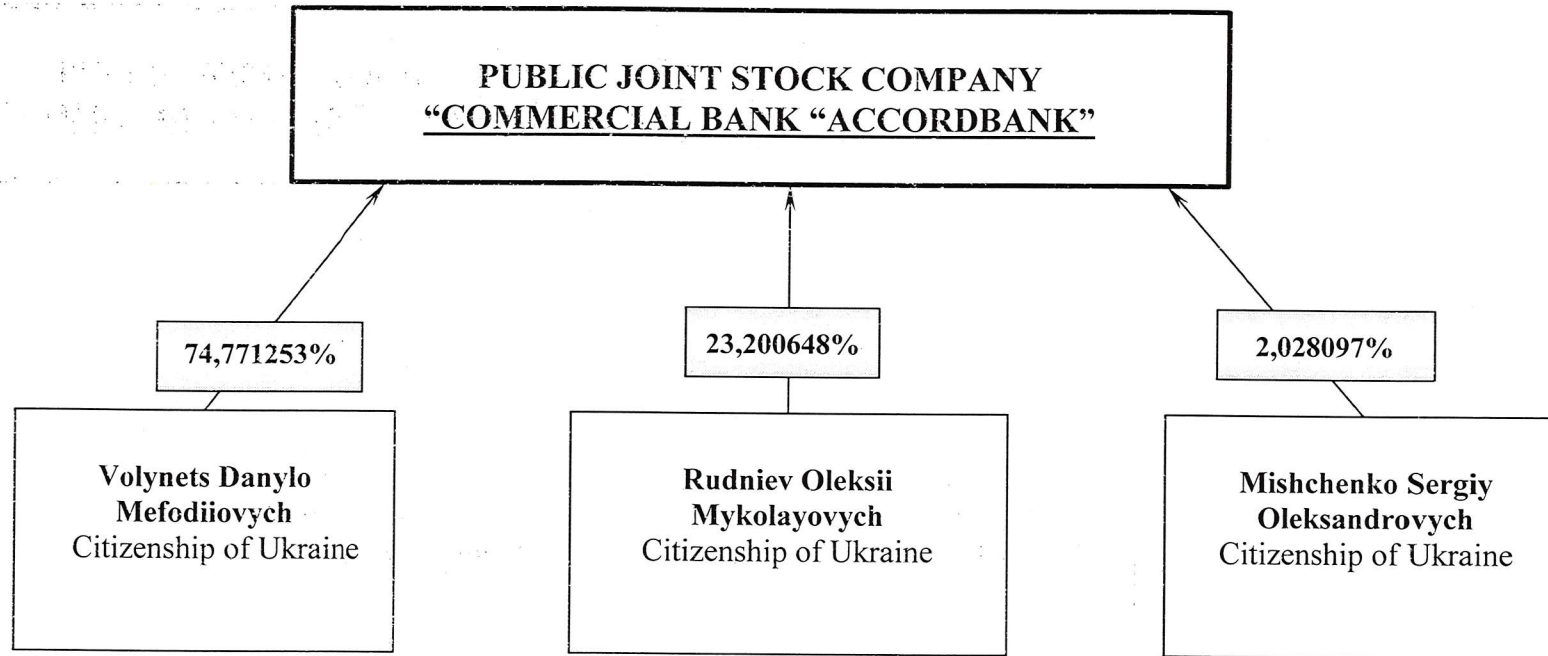 PUBLIC JOINT STOCK COMPANY
“COMMERCIAL BANK “ACCORDBANK”
74,771253%
23,200648%
2,028097%
Volynets Danylo
Mefodiiovych
Citizenship of Ukraine
Rudniev Oleksii
Mykolayovych
Citizenship of Ukraine
Mishchenko Sergiy
Oleksandrovych
Citizenship of Ukraine